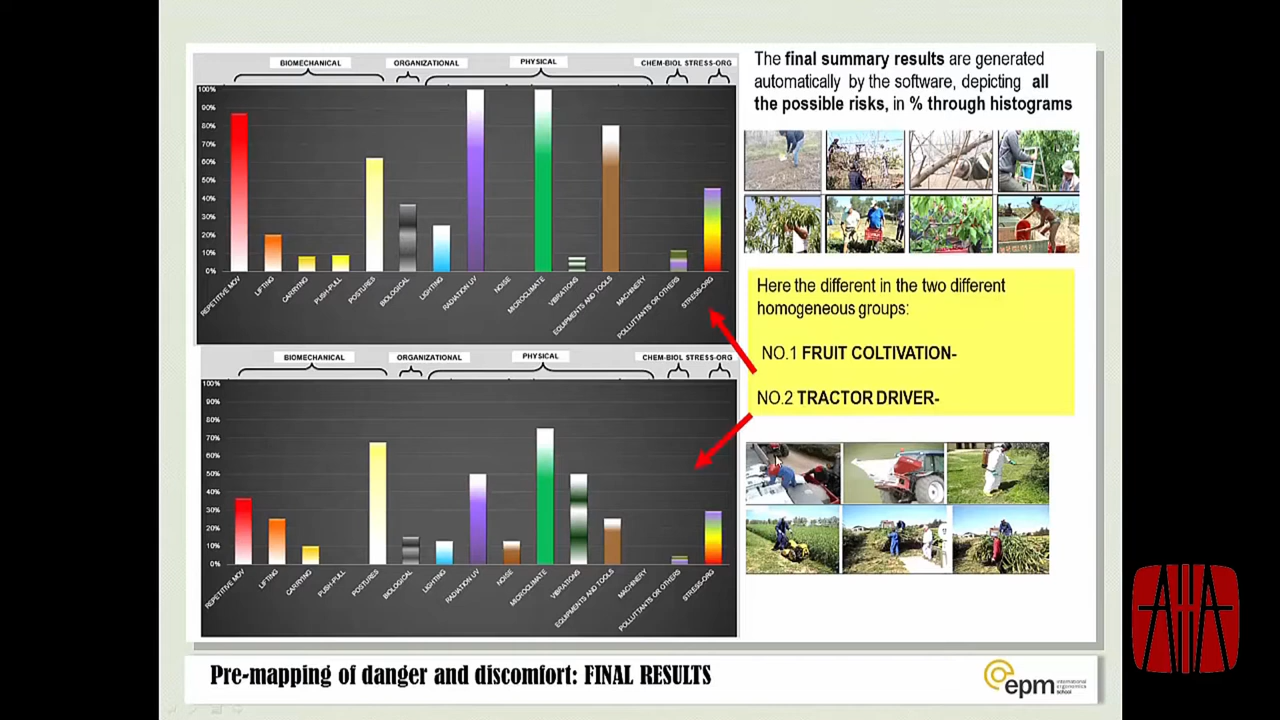 BIOMECHANICAL ORGANIZATIONAL PHYSICAL CHEM-BIOL STRESS-ORG
100%
90%
80%
70%
60%
50%
40%
30%
20%
10%
0%
REPETITIVE MOV LIFTING CARRYING PUSH-PULL POSTURES BIOLOGICAL LIGHTING RADIATION UV NOISE MICROCLIMATE VIBRATIONS EQUIPMENTS AND TOOLS MACHINERY POLLUTTANTS OR OTHERS STRESS-ORG
BIOMECHANICAL ORGANIZATIONAL PHYSICAL CHEM-BIOL STRESS-ORG
100%
90%
80%
70%
60%
50%
40%
30%
20%
10%
0%
REPETITIVE MOV LIFTING CARRYING PUSH-PULL POSTURES BIOLOGICAL LIGHTING RADIATION UV NOISE MICROCLIMATE VIBRATIONS EQUIPMENTS AND TOOLS MACHINERY POLLUTTANTS OR OTHERS STRESS-ORG
The final summary results are generated
automatically by the software, depicting all
the possible risks, in % through histograms
Here the different in the two different
homogeneous groups:
NO.1 FRUIT COLTIVATION-
NO.2 TRACTOR DRIVER-
Pre-mapping of danger and discomfort: FINAL RESULTS
epm international
ergonomics
school
AHA